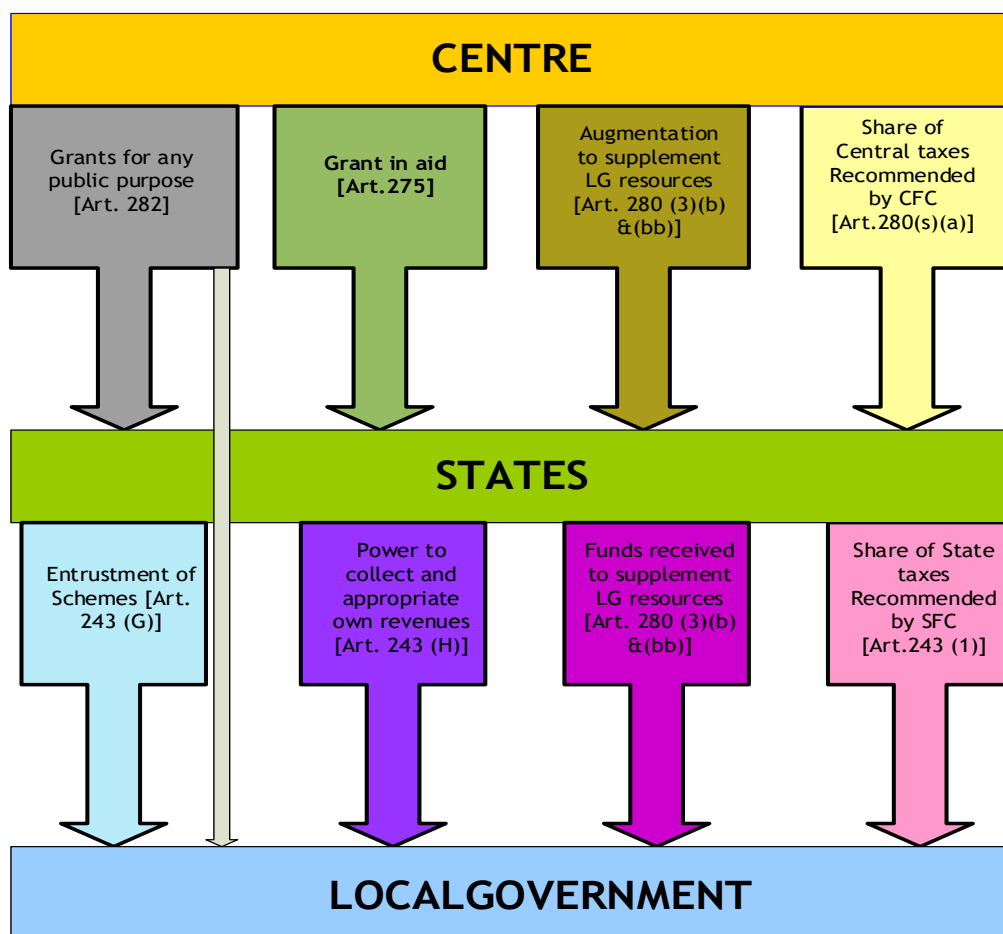 CENTRE
Grants for any
public purpose
[Art. 282]
Grant in aid
[Art.275]
Augmentation
to supplement
LG resources
[Art. 280 (3)(b)
&(bb)]
Share of
Central taxes
Recommended
by CFC
[Art.280(s)(a)]
STATES
Entrustment of
Schemes [Art.
243 (G)]
Power to
collect and
appropriate
own revenues
[Art. 243 (H)]
Funds received
to supplement
LG resources
[Art. 280 (3)(b)
&(bb)]
Share of State
taxes
Recommended
by SFC
[Art.243 (1)]
LOCALGOVERNMENT